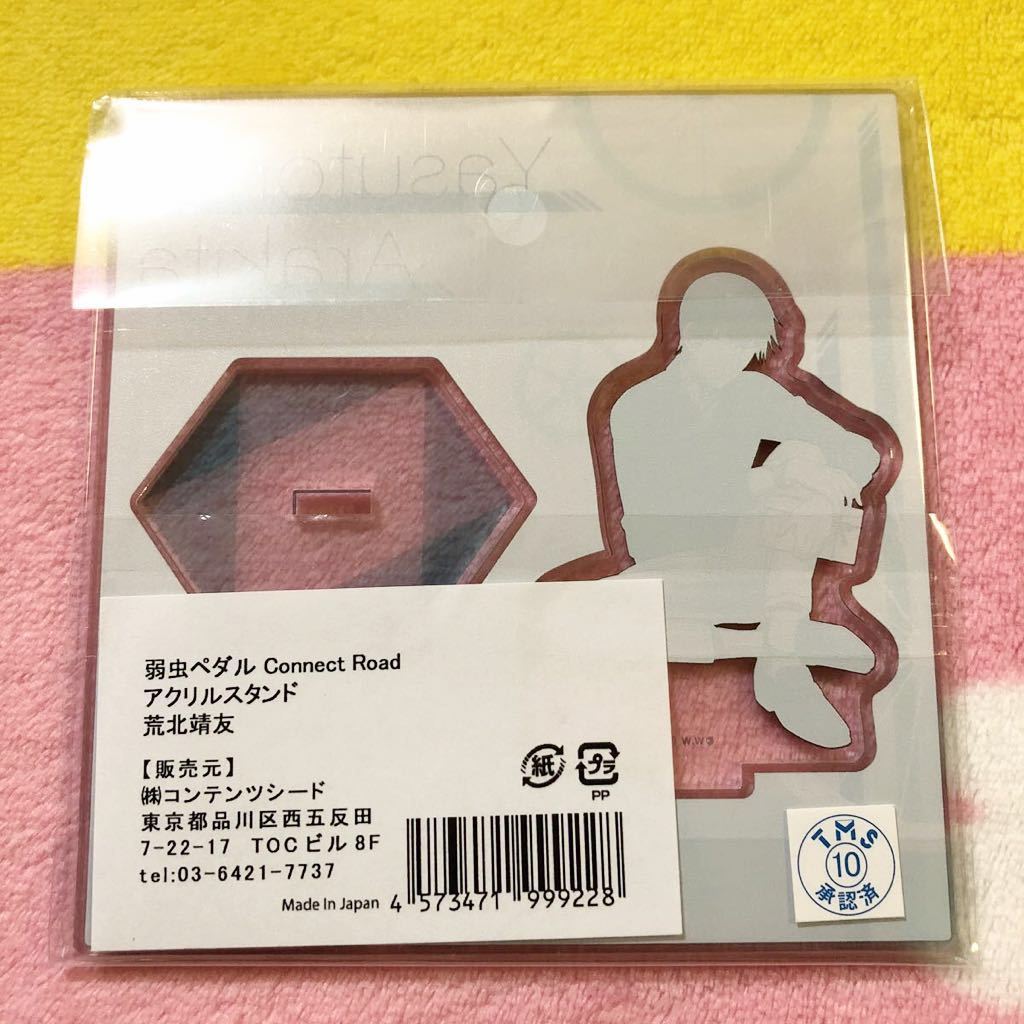 Yasuto
Arakita
弱虫ペダル Connect Road
アクリルスタンド
荒北靖友
【販売元】
㈱コンテンツシード
東京都品川区西五反田
7-22-17 TOCビル 8F
tel:03-6421-7737
Made In Japan
4 573471 999228
紙
プラ
PP
W.W③
TMS
10
承認済